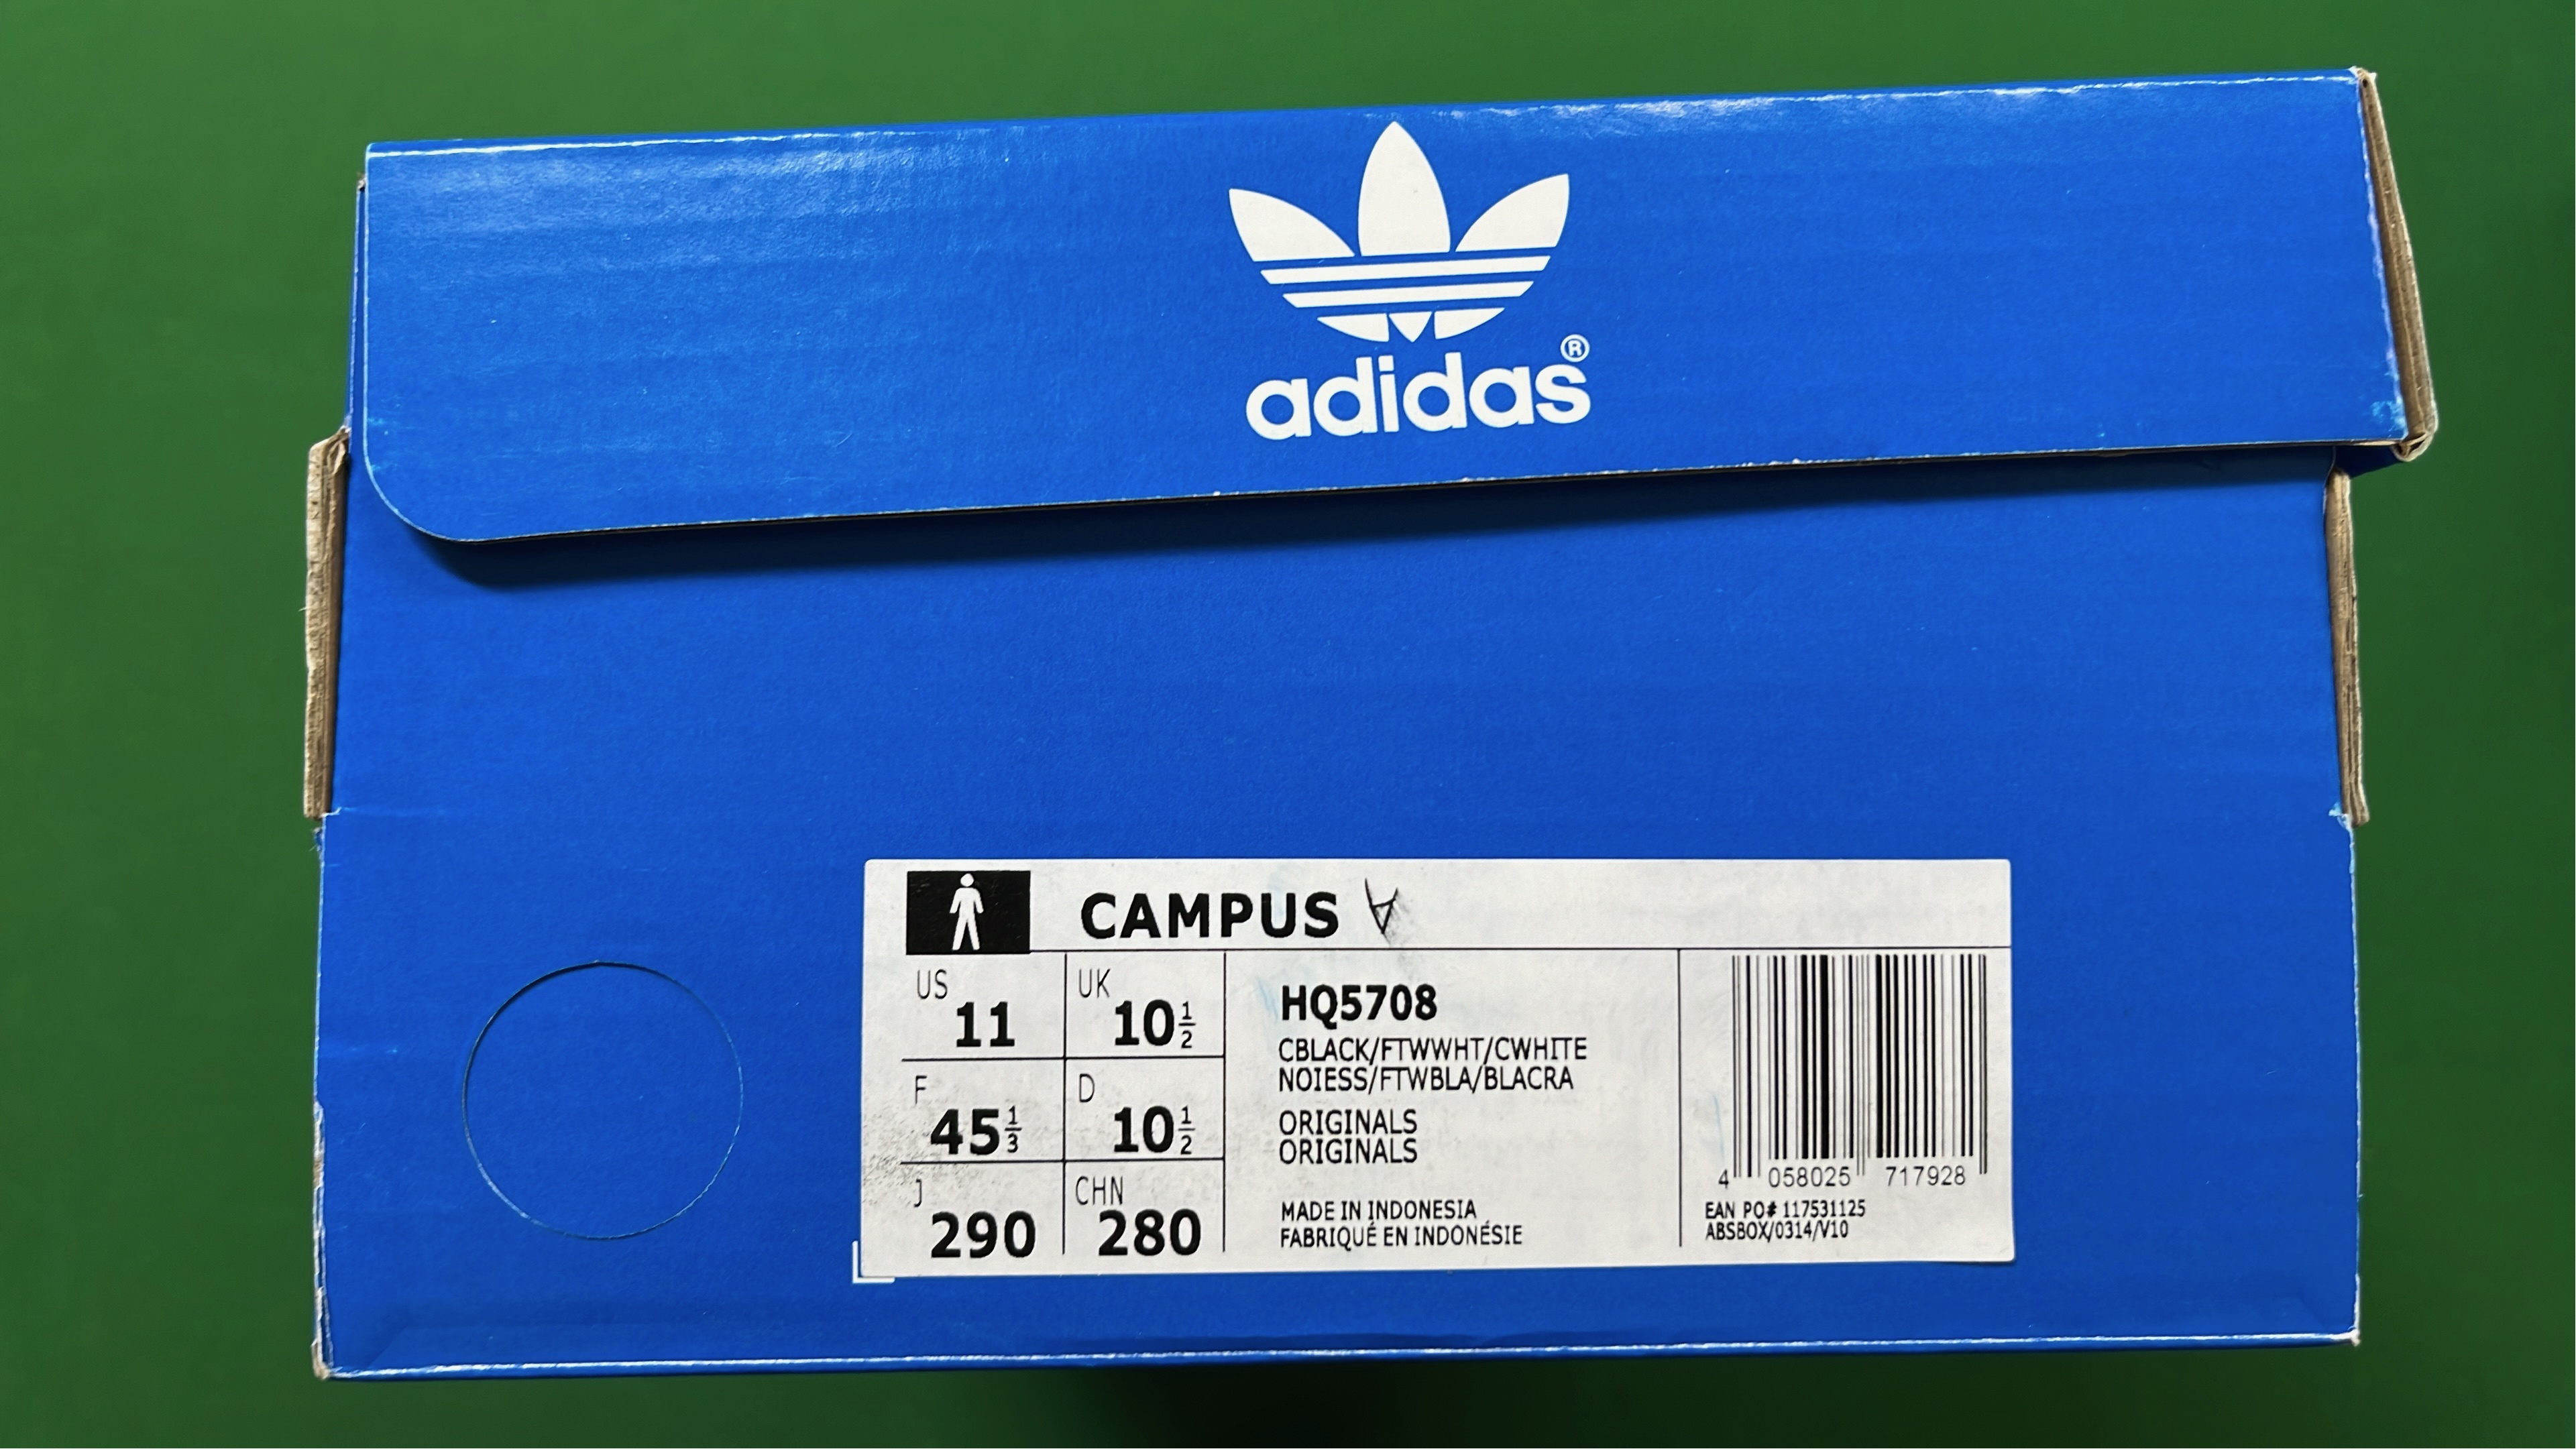 adidas®
CAMPUS
US 11 UK 10½
F 45⅓ D 10½
J 290 CHN 280
HQ5708
CBLACK/FTWWHT/CWHITE
NOIESS/FTWBLA/BLACRA
ORIGINALS
ORIGINALS
MADE IN INDONESIA
FABRIQUÉ EN INDONÉSIE
4 058025 717928
EAN PO# 117531125
ABSBOX/0314/V10